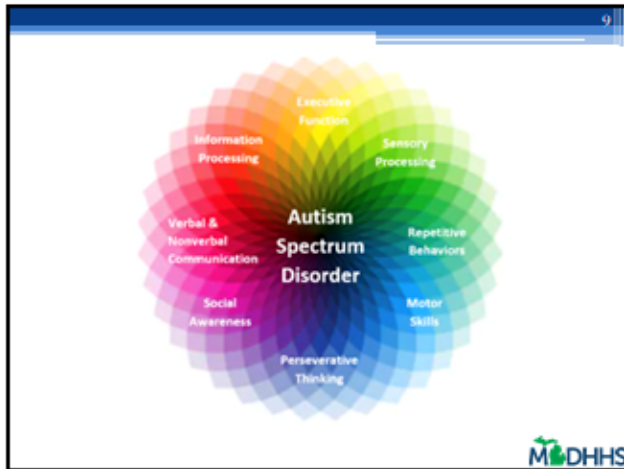 9
Executive
Function
Information
Processing
Sensory
Processing
Autism
Spectrum
Disorder
Verbal &
Nonverbal
Communication
Repetitive
Behaviors
Social
Awareness
Motor
Skills
Perseverative
Thinking
MDHHS